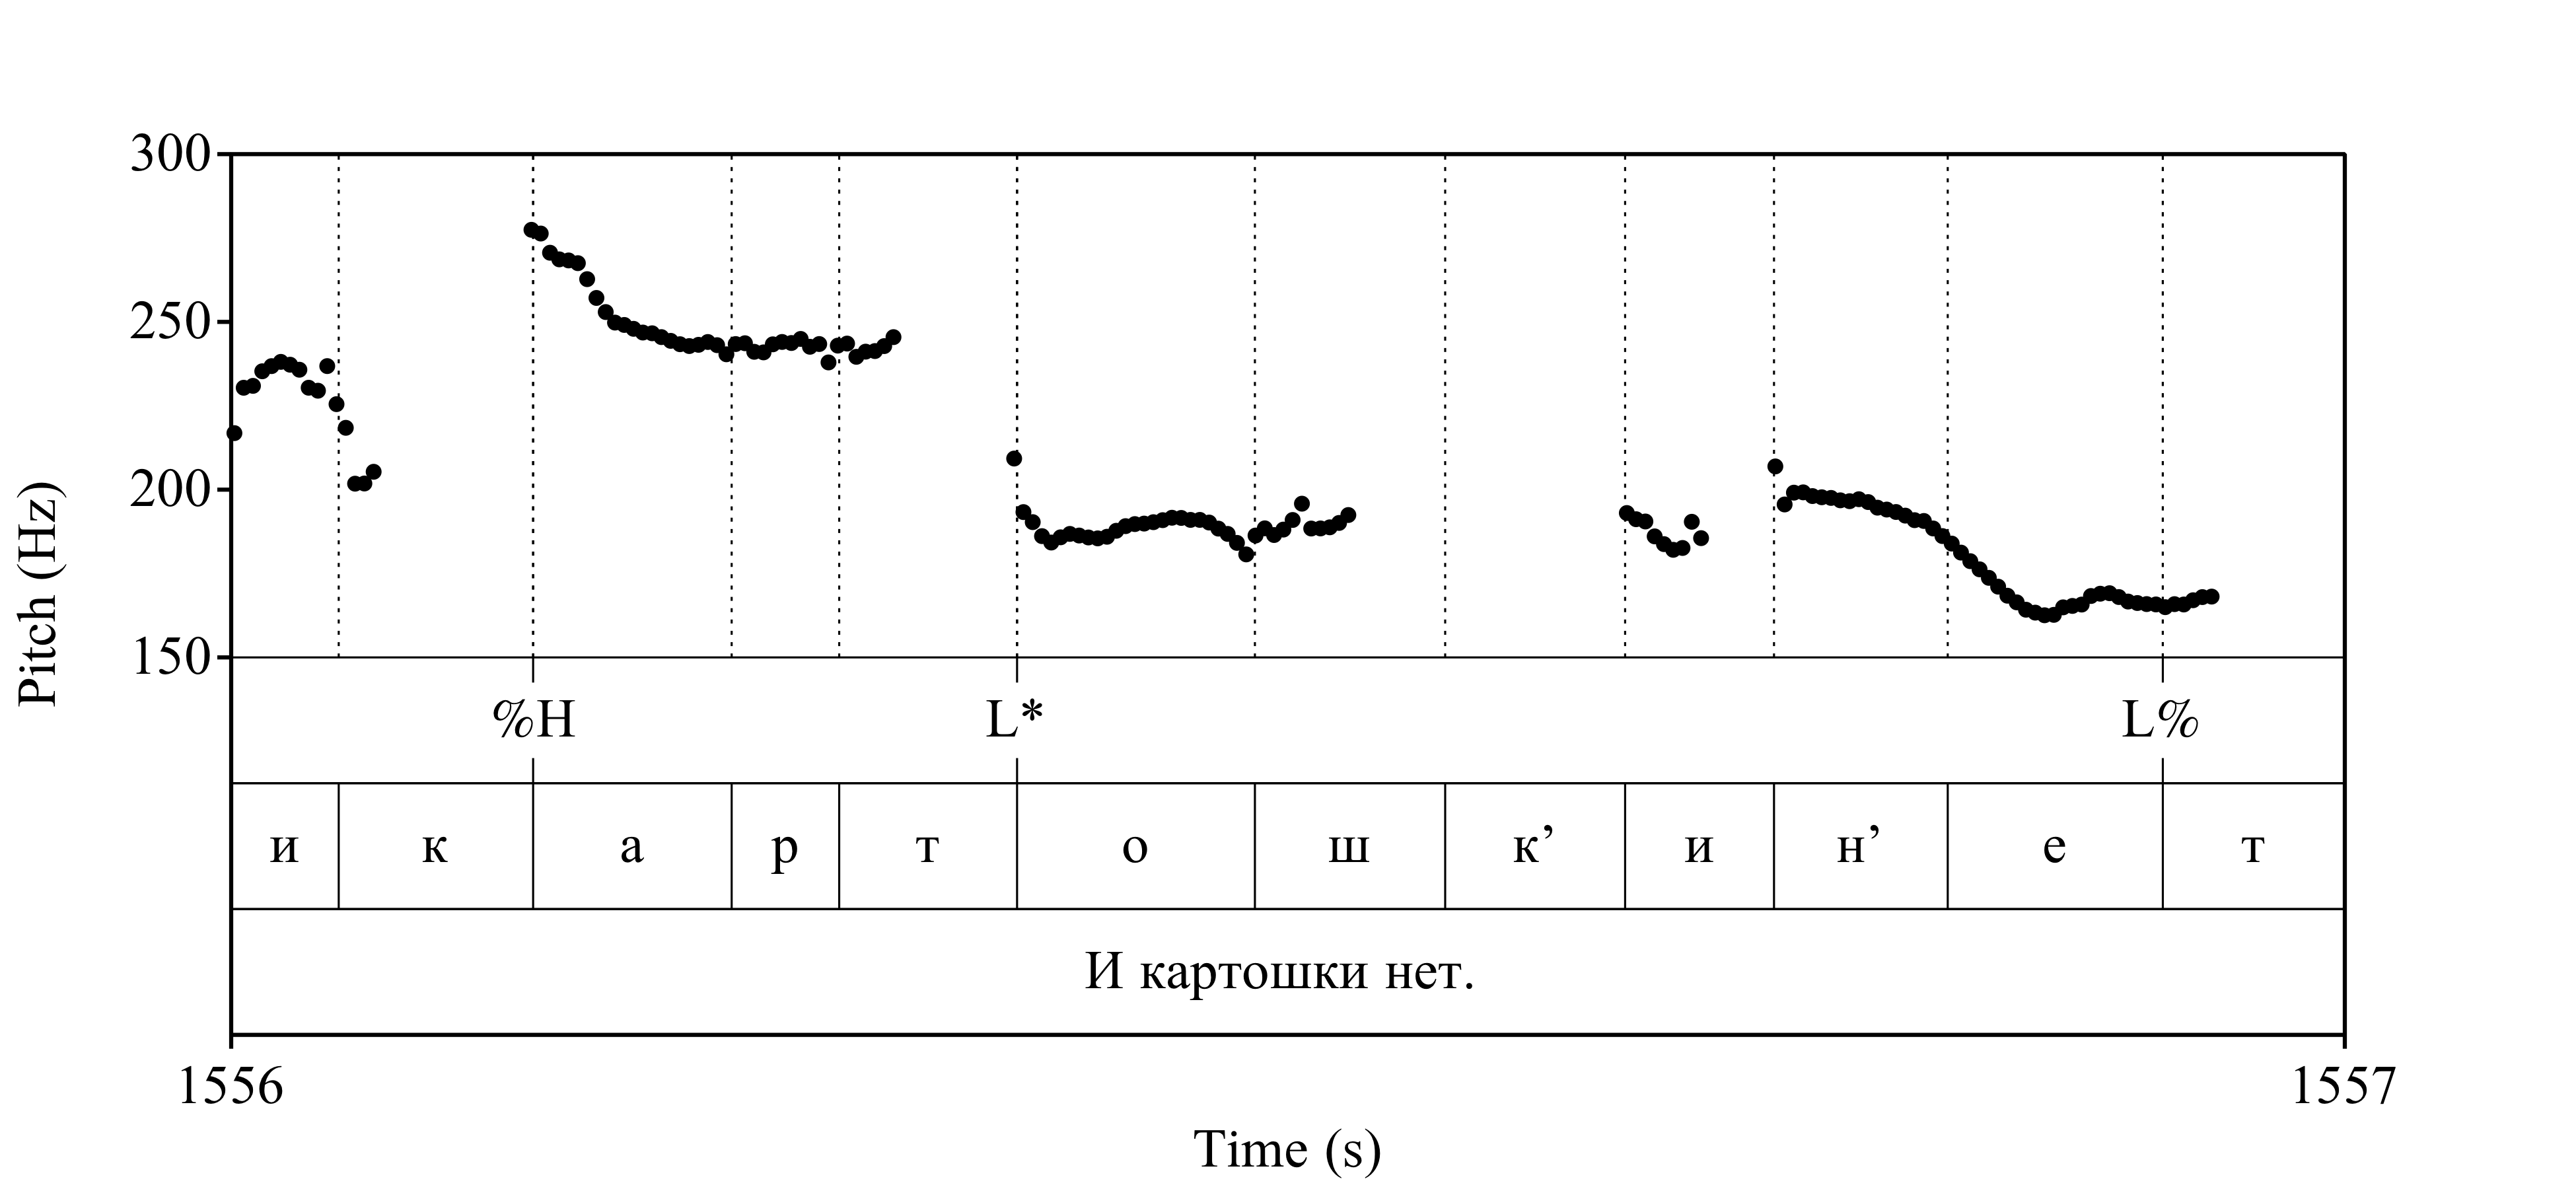 300
250
200
150
Pitch (Hz)
%H L* L%
и к а р т о ш к’ и н’ е т
И картошки нет.
1556 1557
Time (s)